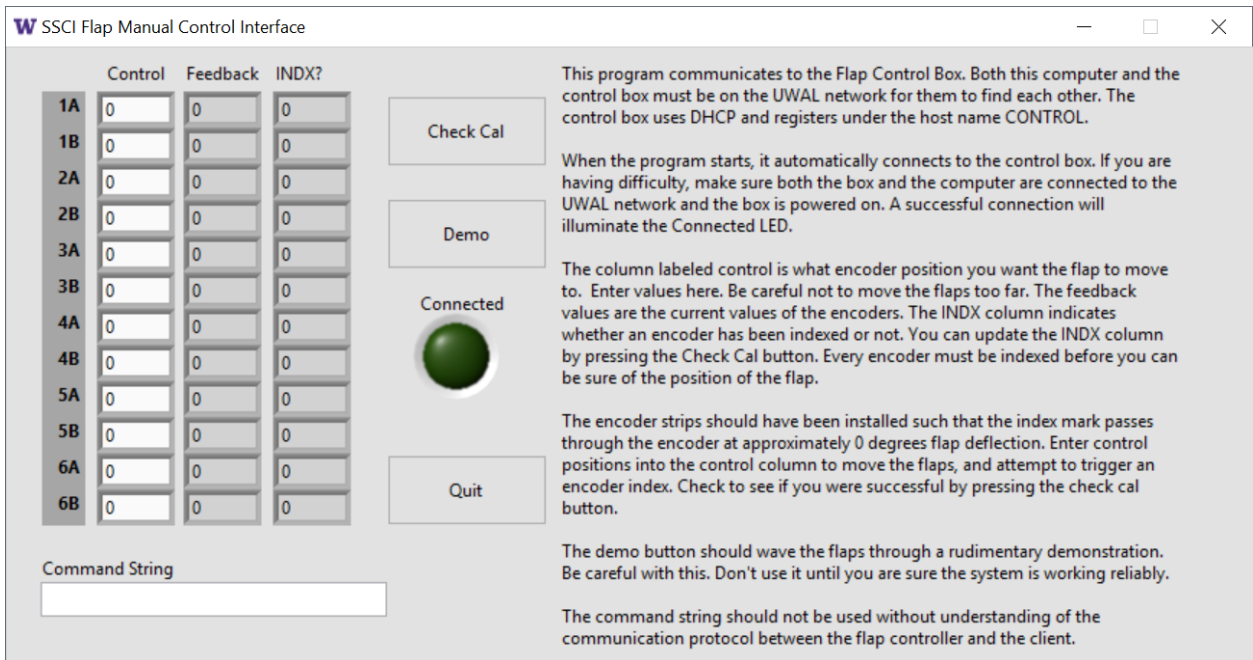 W SSCI Flap Manual Control Interface
Control Feedback INDX?
1A 0 0 0
1B 0 0 0
2A 0 0 0
2B 0 0 0
3A 0 0 0
3B 0 0 0
4A 0 0 0
4B 0 0 0
5A 0 0 0
5B 0 0 0
6A 0 0 0
6B 0 0 0
Command String
Check Cal
Demo
Connected
Quit
This program communicates to the Flap Control Box. Both this computer and the
control box must be on the UWAL network for them to find each other. The
control box uses DHCP and registers under the host name CONTROL.
When the program starts, it automatically connects to the control box. If you are
having difficulty, make sure both the box and the computer are connected to the
UWAL network and the box is powered on. A successful connection will
illuminate the Connected LED.
The column labeled control is what encoder position you want the flap to move
to.  Enter values here. Be careful not to move the flaps too far. The feedback
values are the current values of the encoders. The INDX column indicates
whether an encoder has been indexed or not. You can update the INDX column
by pressing the Check Cal button. Every encoder must be indexed before you can
be sure of the position of the flap.
The encoder strips should have been installed such that the index mark passes
through the encoder at approximately 0 degrees flap deflection. Enter control
positions into the control column to move the flaps, and attempt to trigger an
encoder index. Check to see if you were successful by pressing the check cal
button.
The demo button should wave the flaps through a rudimentary demonstration.
Be careful with this. Don't use it until you are sure the system is working reliably.
The command string should not be used without understanding of the
communication protocol between the flap controller and the client.